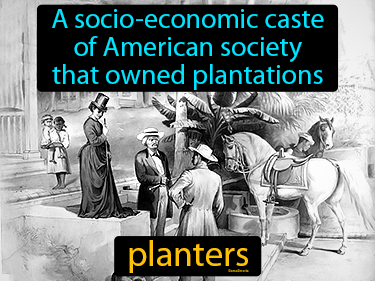 A socio-economic caste
of American society
that owned plantations
planters